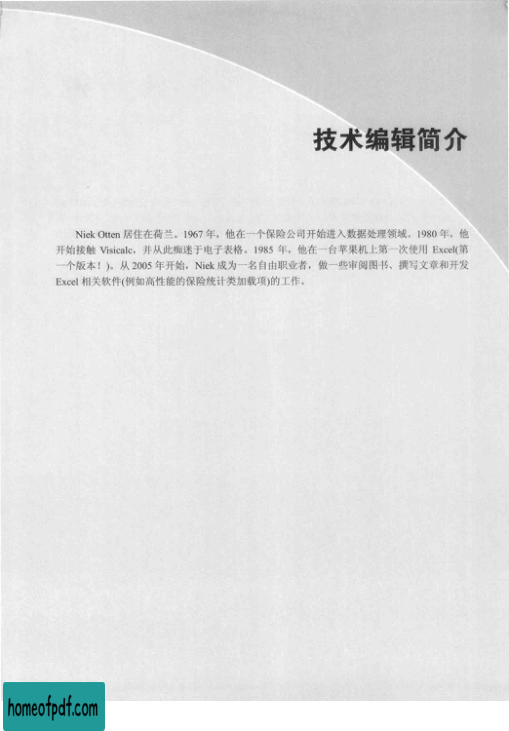 技术编辑简介
Niek Otten 居住在荷兰。1967 年，他在一个保险公司开始进入数据处理领域。1980 年，他
开始接触 Visicalc，并从此痴迷于电子表格。1985 年，他在一台苹果机上第一次使用 Excel(第
一个版本！)。从 2005 年开始，Niek 成为一名自由职业者，做一些审阅图书、撰写文章和开发
Excel 相关软件(例如高性能的保险统计类加载项)的工作。
homeofpdf.com